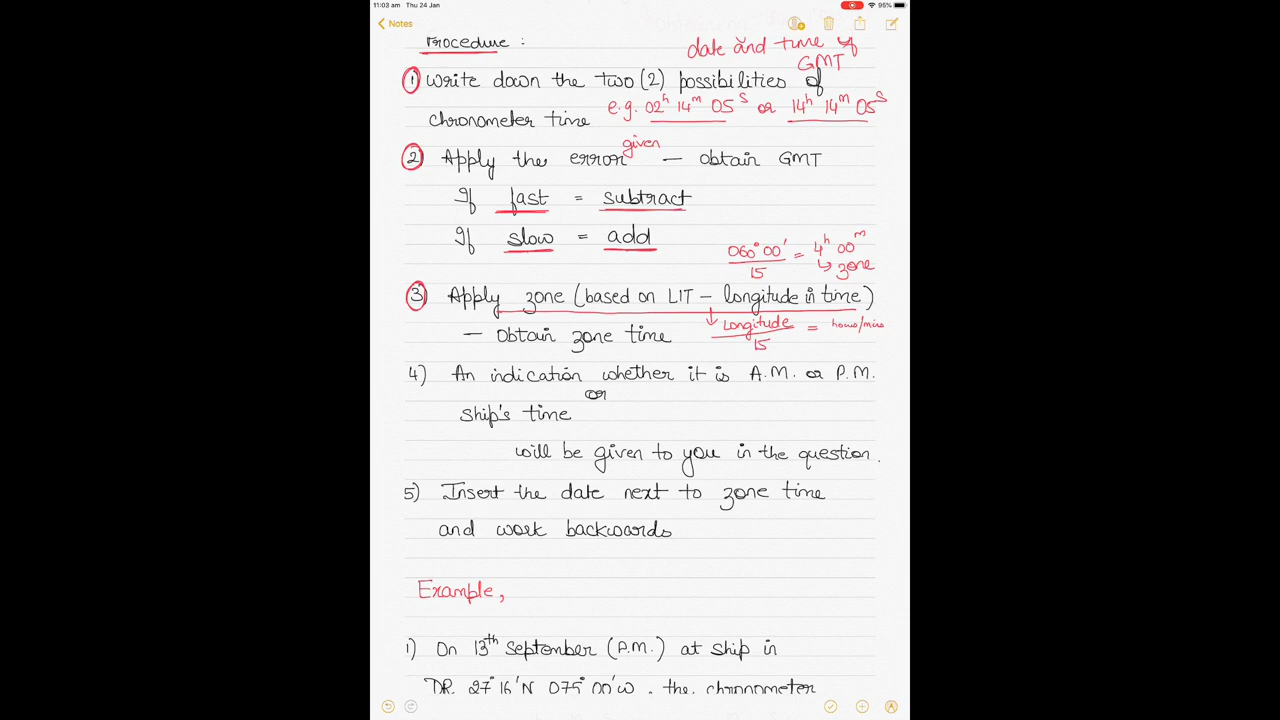 11:03 am Thu 24 Jan
95%
Notes
Procedure :
date and time of
GMT
① Write down the two (2) possibilities of
e.g. 02h 14m 05s or 14h 14m 05s
chronometer time
given
② Apply the error — obtain GMT
If fast = subtract
If slow = add
060° 00' / 15 = 4h 00m
↳ zone
③ Apply zone (based on LIT – longitude in time)
— Obtain zone time
↓ Longitude / 15 = hours/mins
4) An indication whether it is A.M. or P.M.
or
ship's time
will be given to you in the question.
5) Insert the date next to zone time
and work backwards
Example,
1) On 13th September (P.M.) at ship in
DR. 27° 16'N 075° 00'W. the chronometer